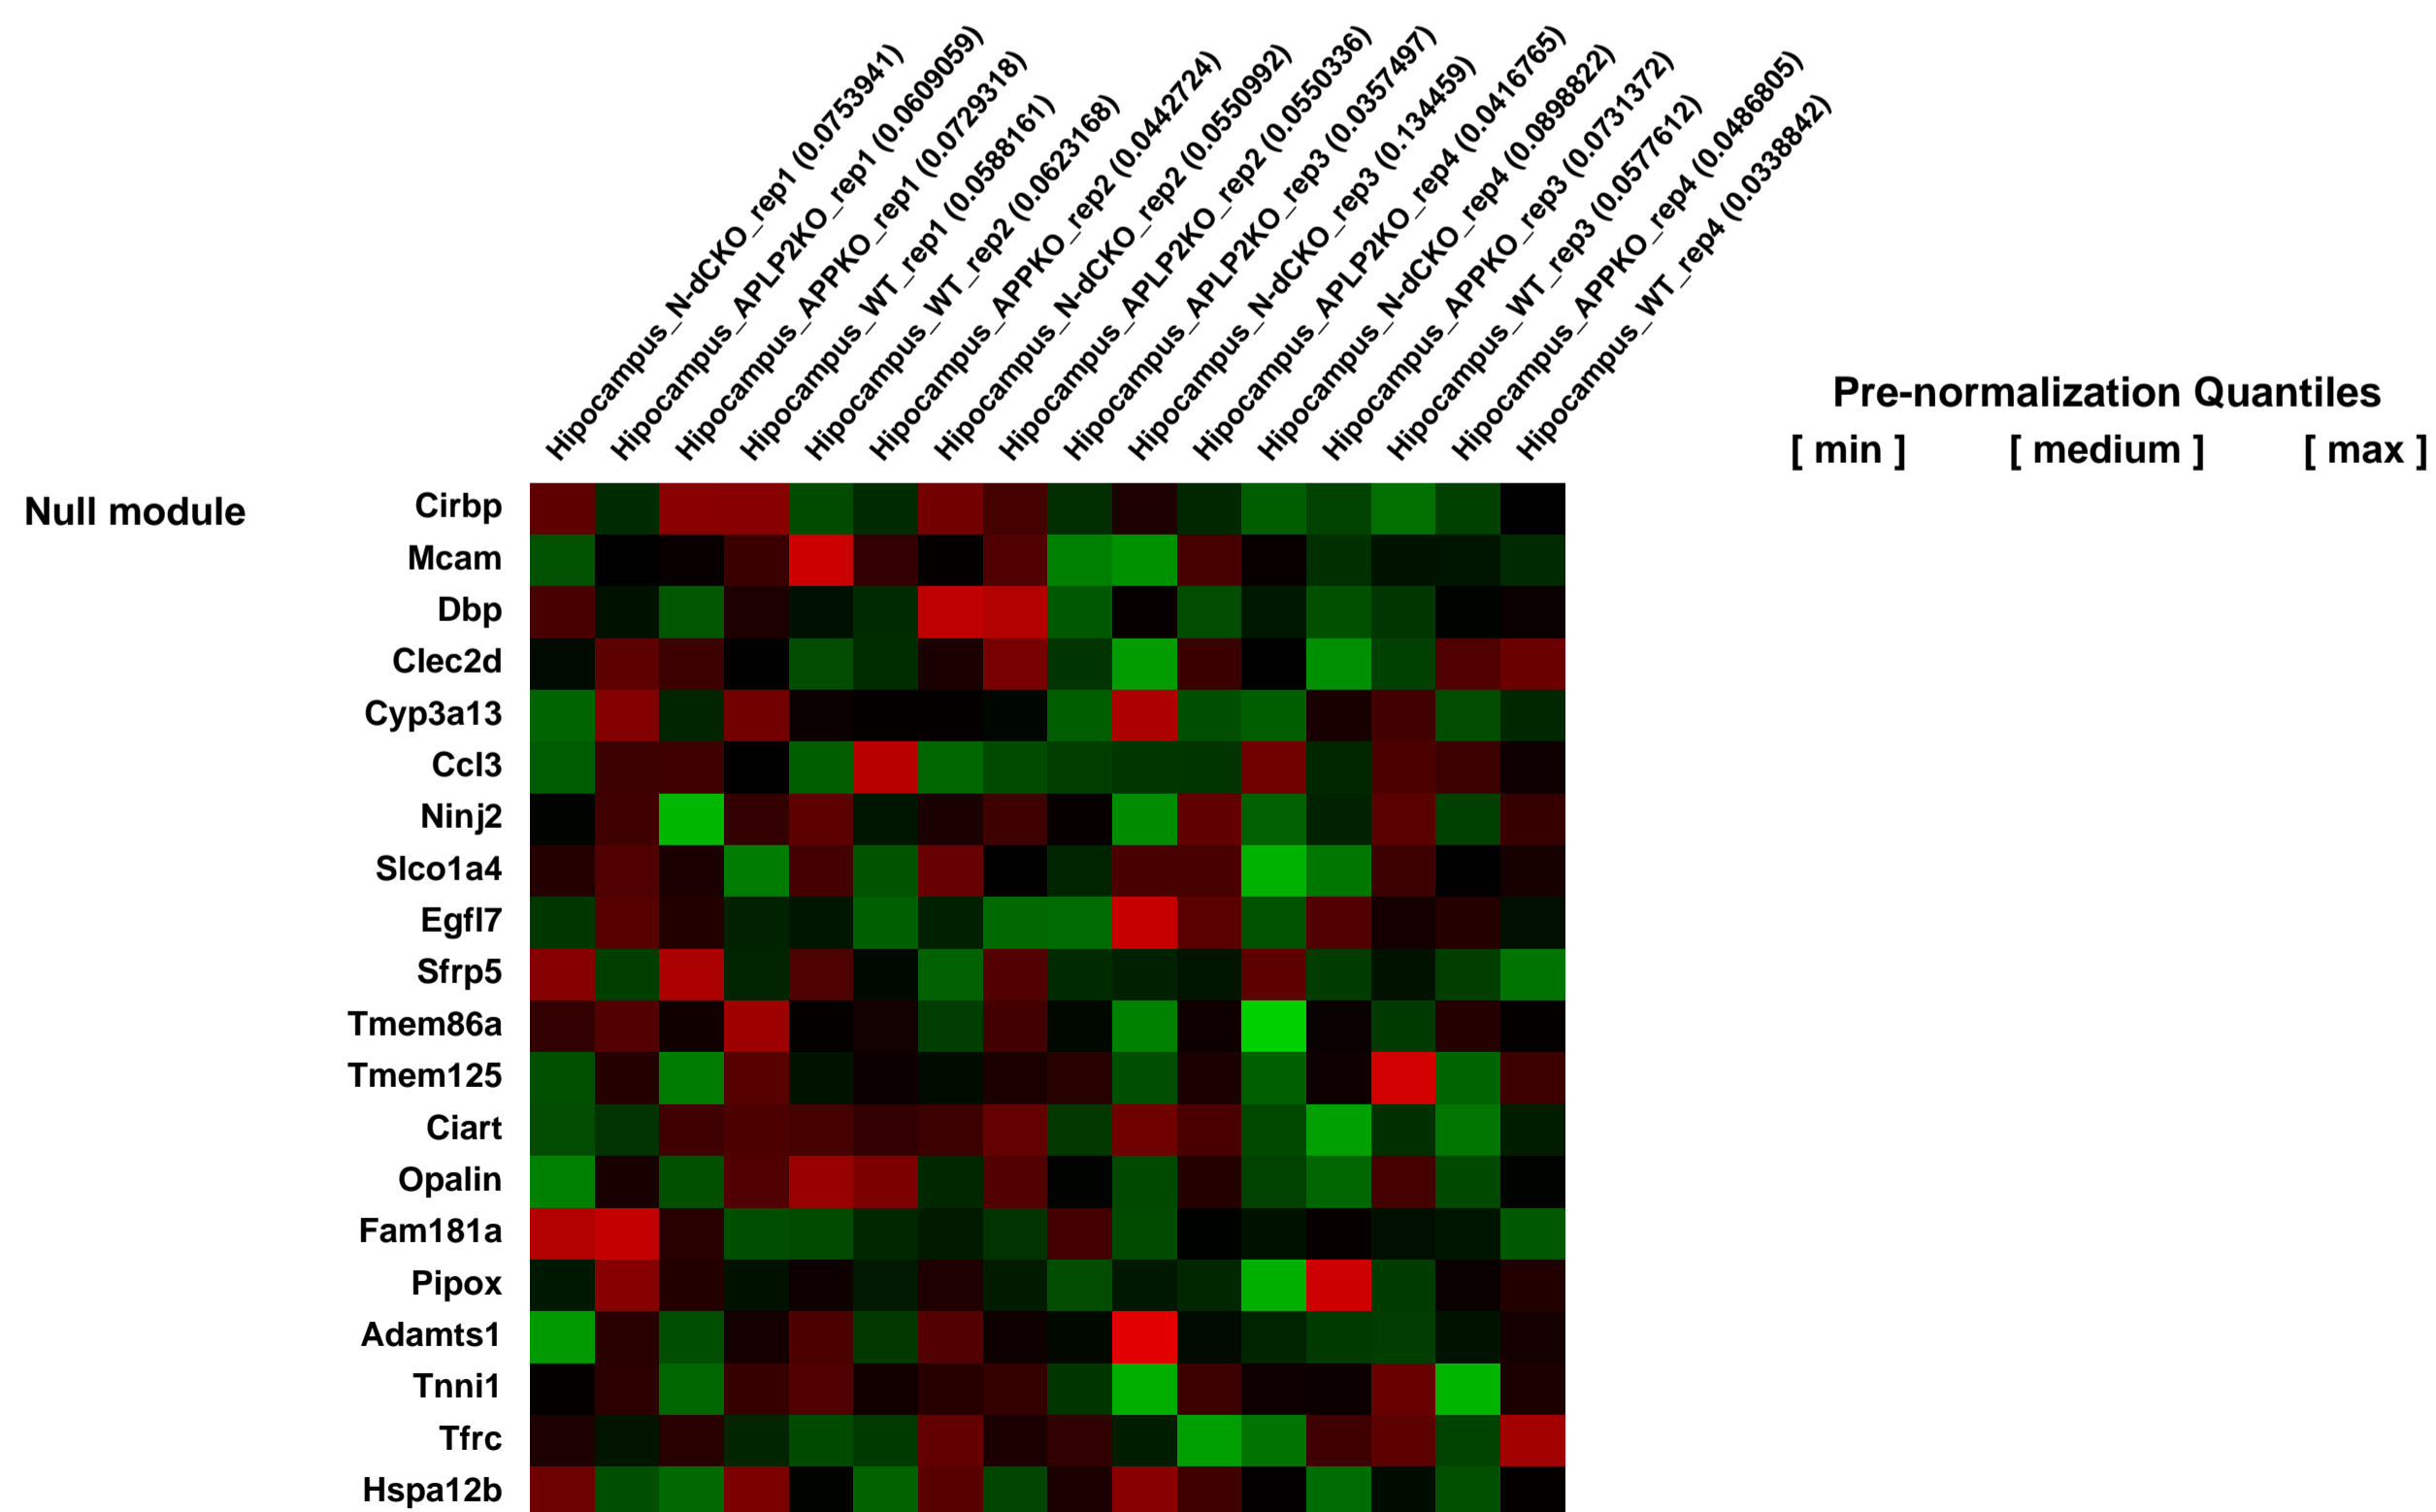 Hipocampus_N-dCKO_rep1 (0.0753941)
Hipocampus_APLP2KO_rep1 (0.0609059)
Hipocampus_APPKO_rep1 (0.0729318)
Hipocampus_WT_rep1 (0.0588161)
Hipocampus_WT_rep2 (0.0623168)
Hipocampus_APPKO_rep2 (0.0442724)
Hipocampus_N-dCKO_rep2 (0.0550992)
Hipocampus_APLP2KO_rep2 (0.0550336)
Hipocampus_APLP2KO_rep3 (0.0357497)
Hipocampus_N-dCKO_rep3 (0.134459)
Hipocampus_APLP2KO_rep4 (0.0416765)
Hipocampus_N-dCKO_rep4 (0.0898822)
Hipocampus_APPKO_rep3 (0.0731372)
Hipocampus_WT_rep3 (0.0577612)
Hipocampus_APPKO_rep4 (0.0486805)
Hipocampus_WT_rep4 (0.0338842)
Pre-normalization Quantiles
[ min ] [ medium ] [ max ]
Null module
Cirbp
Mcam
Dbp
Clec2d
Cyp3a13
Ccl3
Ninj2
Slco1a4
Egfl7
Sfrp5
Tmem86a
Tmem125
Ciart
Opalin
Fam181a
Pipox
Adamts1
Tnni1
Tfrc
Hspa12b